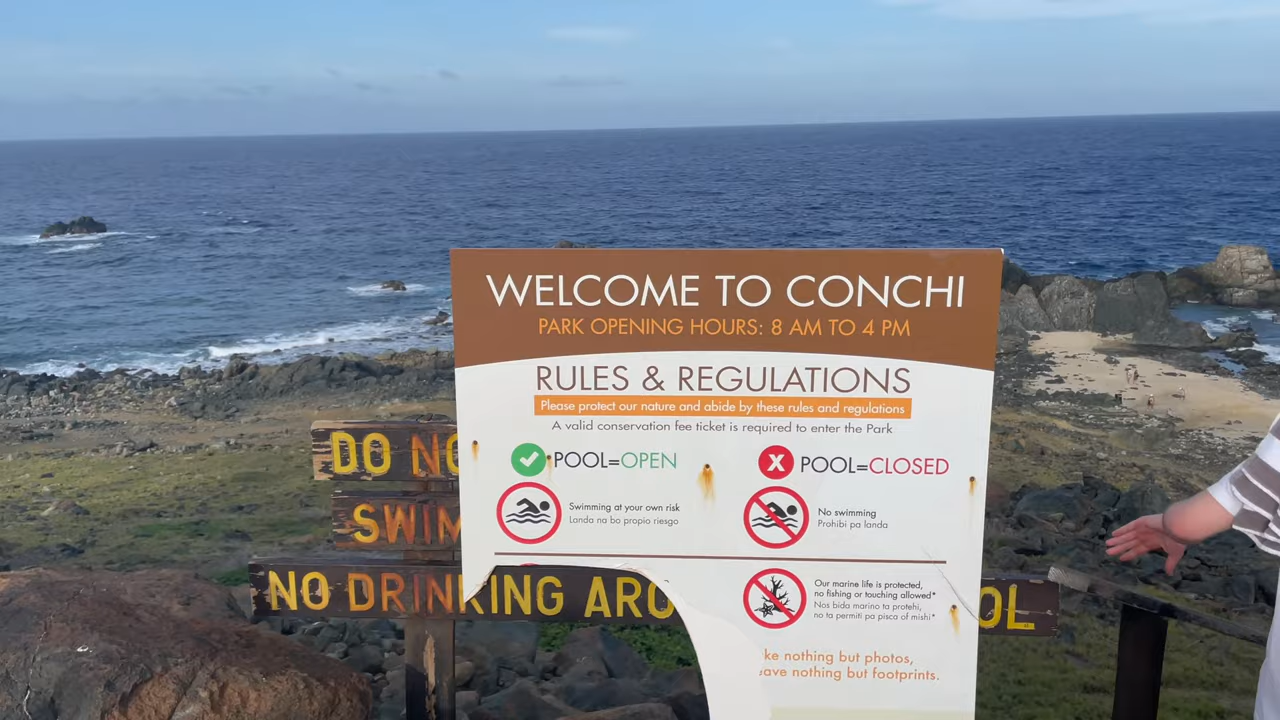 WELCOME TO CONCHI
PARK OPENING HOURS: 8 AM TO 4 PM
RULES & REGULATIONS
Please protect our nature and abide by these rules and regulations
A valid conservation fee ticket is required to enter the Park
POOL=OPEN
Swimming at your own risk
Landa na bo propio riesgo
POOL=CLOSED
No swimming
Prohibi pa landa
Our marine life is protected,
no fishing or touching allowed*
Nos bida marino ta protehi,
no ta permiti pa pisca of mishi*
ke nothing but photos,
ave nothing but footprints.
DO NO
SWIM
NO DRINKING ARO OL